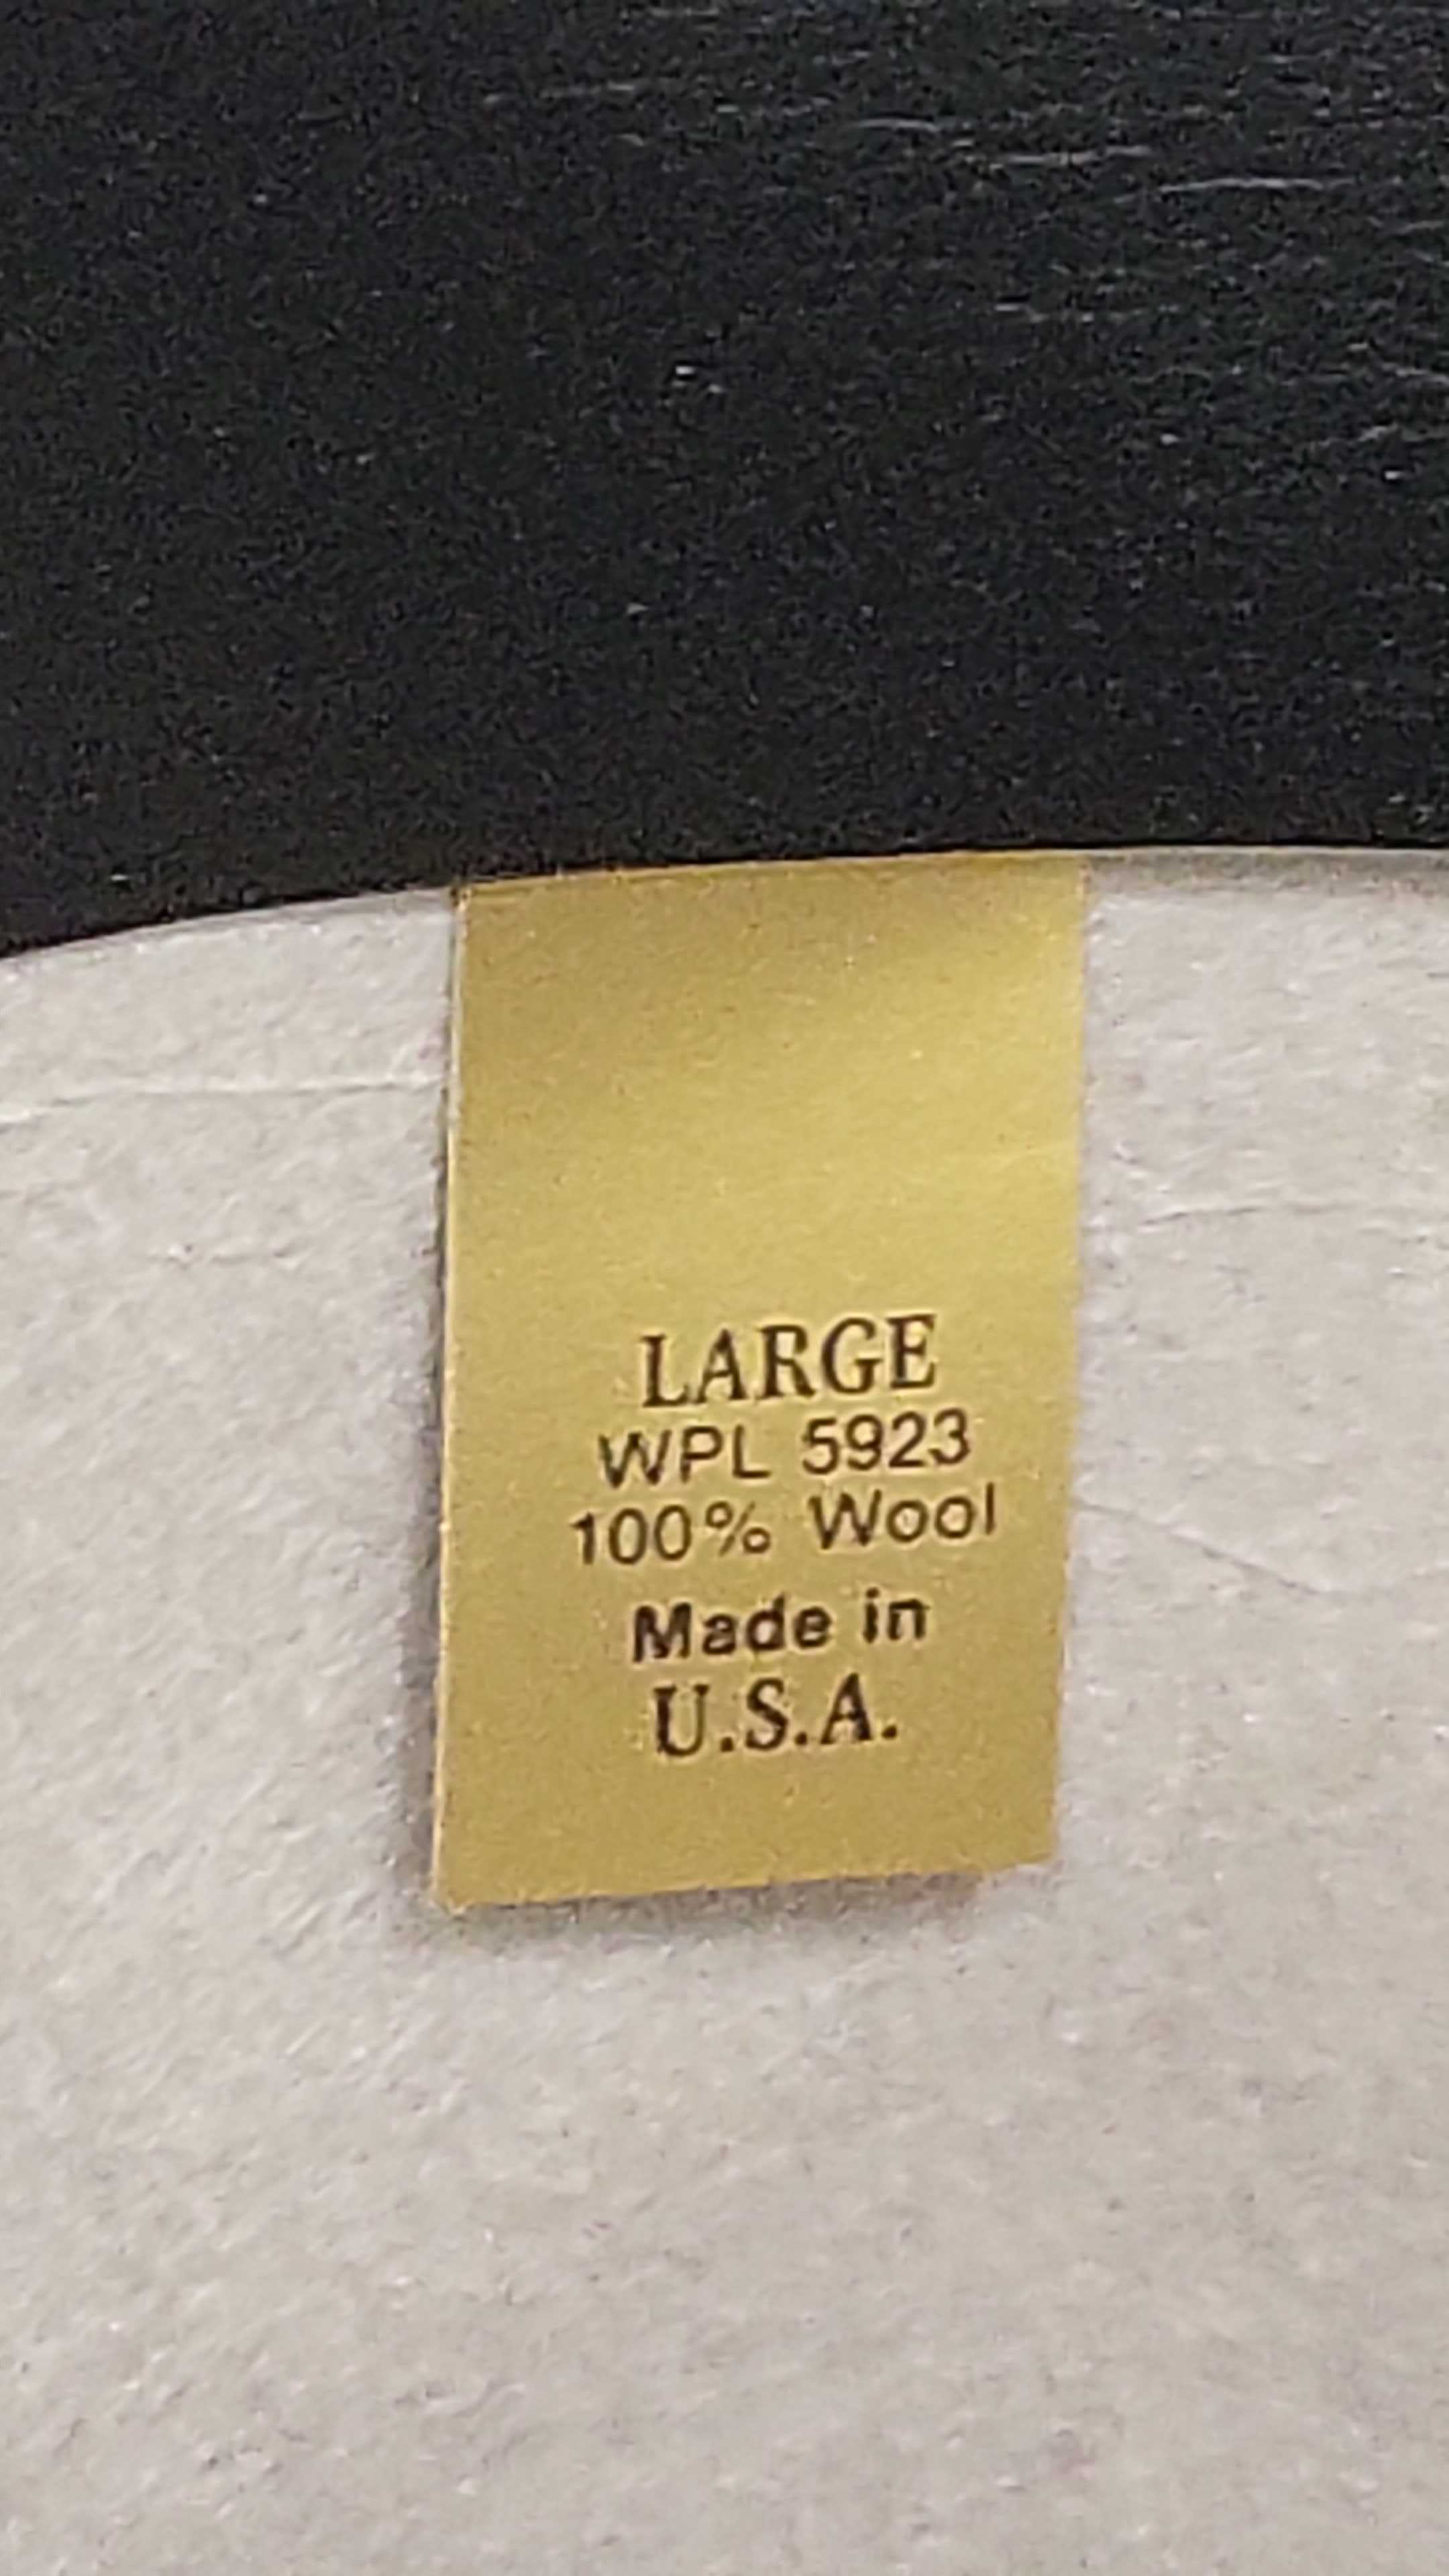 LARGE
WPL 5923
100% Wool
Made in
U.S.A.